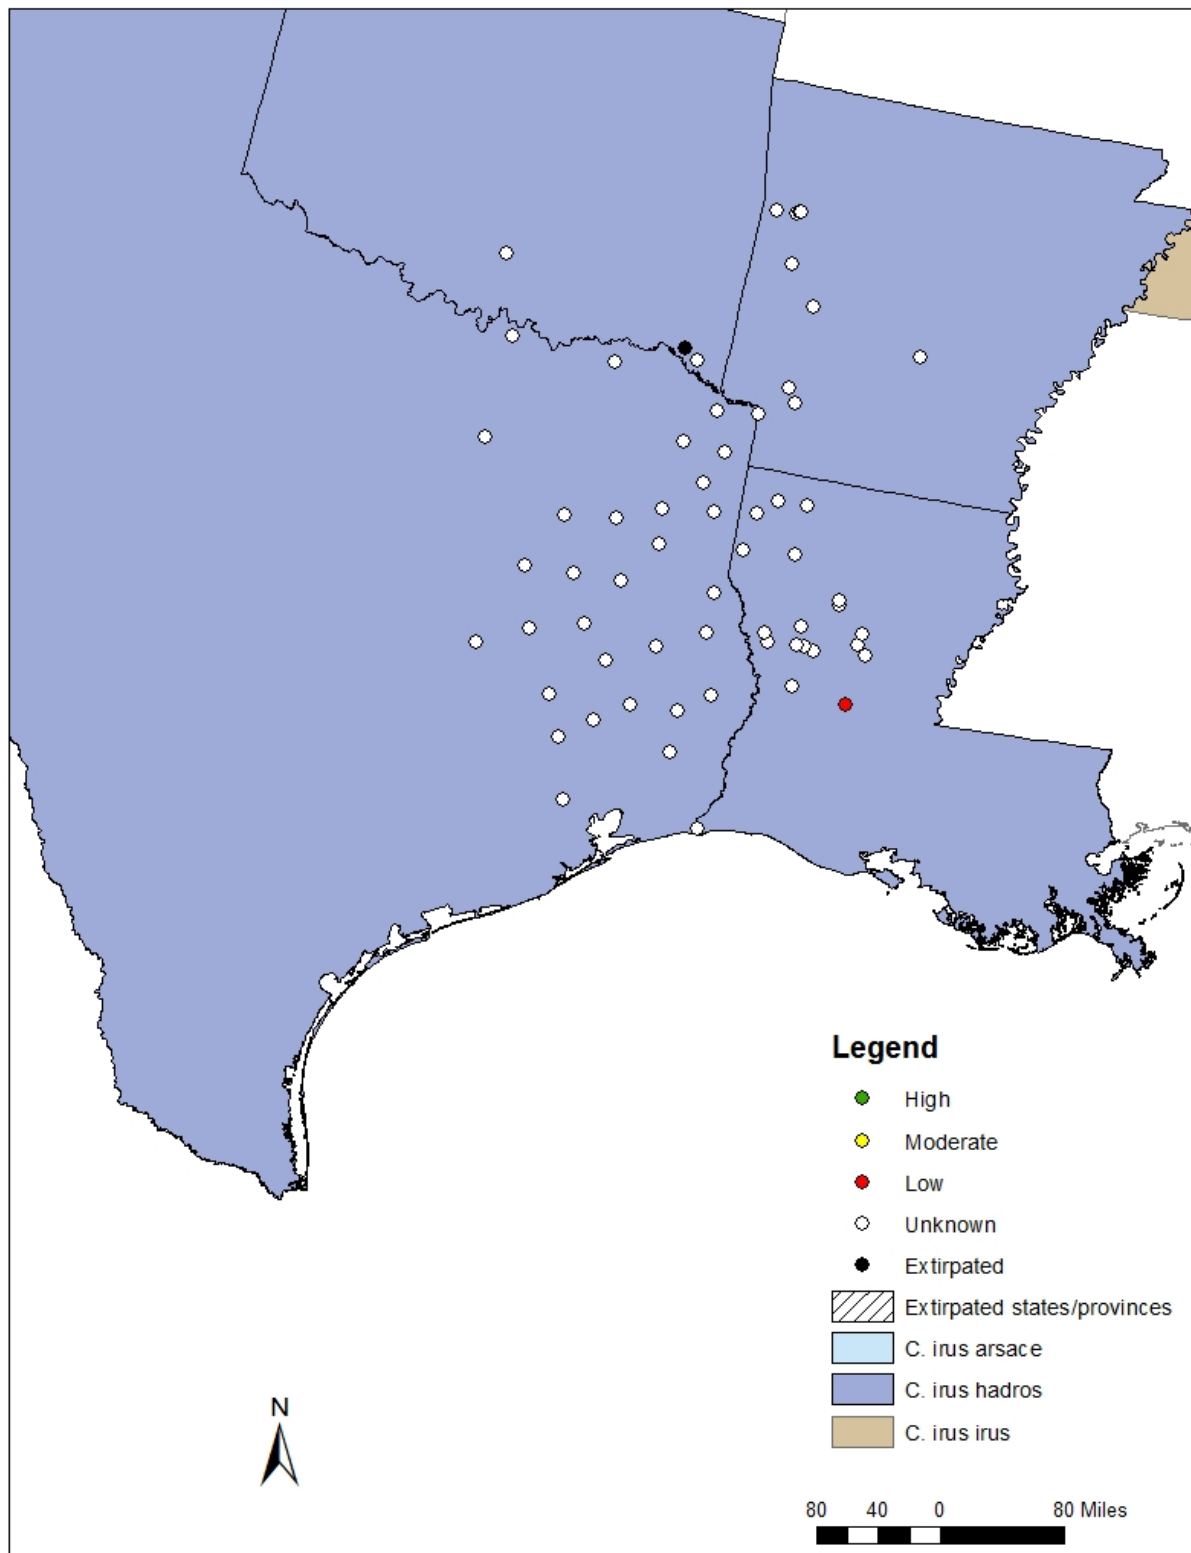 Legend
High
Moderate
Low
Unknown
Extirpated
Extirpated states/provinces
C. irus arsace
C. irus hadros
C. irus irus
N
80 40 0 80 Miles